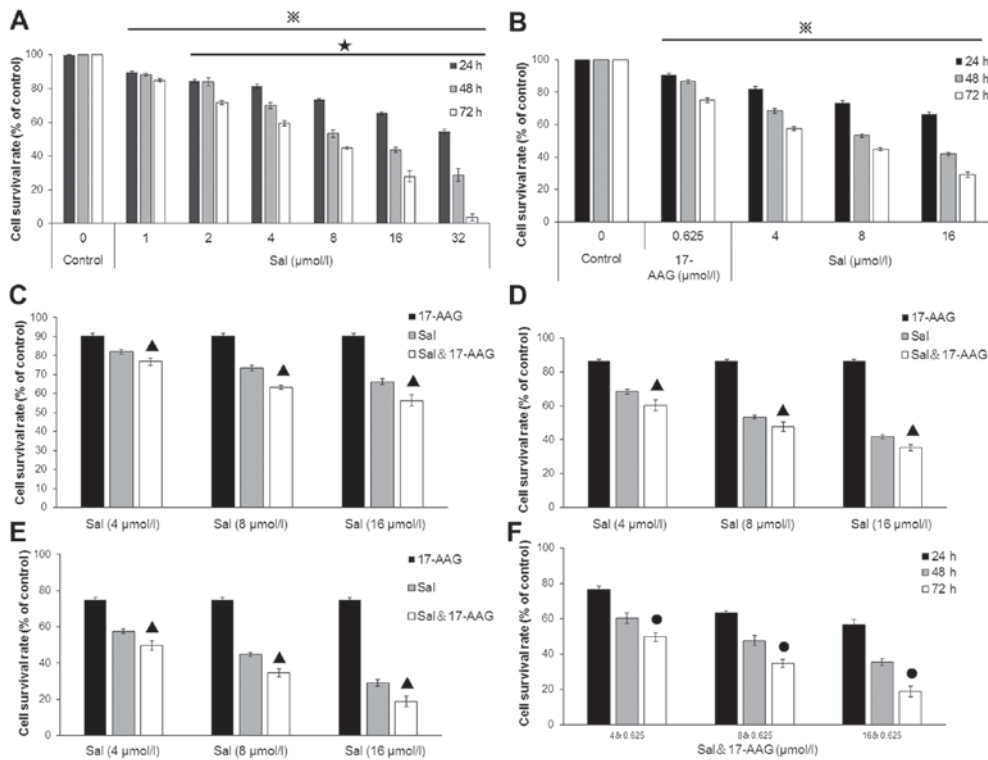 A
※
★
Cell survival rate (% of control)
100
80
60
40
20
0
24 h
48 h
72 h
0 1 2 4 8 16 32
Control Sal (μmol/l)
B
※
Cell survival rate (% of control)
100
80
60
40
20
0
24 h
48 h
72 h
0 0.625 4 8 16
Control 17-AAG (μmol/l) Sal (μmol/l)
C
Cell survival rate (% of control)
100
90
80
70
60
50
40
30
20
10
0
17-AAG
Sal
Sal & 17-AAG
▲ ▲ ▲
Sal (4 μmol/l) Sal (8 μmol/l) Sal (16 μmol/l)
D
Cell survival rate (% of control)
100
80
60
40
20
0
17-AAG
Sal
Sal & 17-AAG
▲ ▲ ▲
Sal (4 μmol/l) Sal (8 μmol/l) Sal (16 μmol/l)
E
Cell survival rate (% of control)
100
80
60
40
20
0
17-AAG
Sal
Sal & 17-AAG
▲ ▲ ▲
Sal (4 μmol/l) Sal (8 μmol/l) Sal (16 μmol/l)
F
Cell survival rate (% of control)
100
80
60
40
20
0
24 h
48 h
72 h
● ● ●
4&0.625 8&0.625 16&0.625
Sal & 17-AAG (μmol/l)